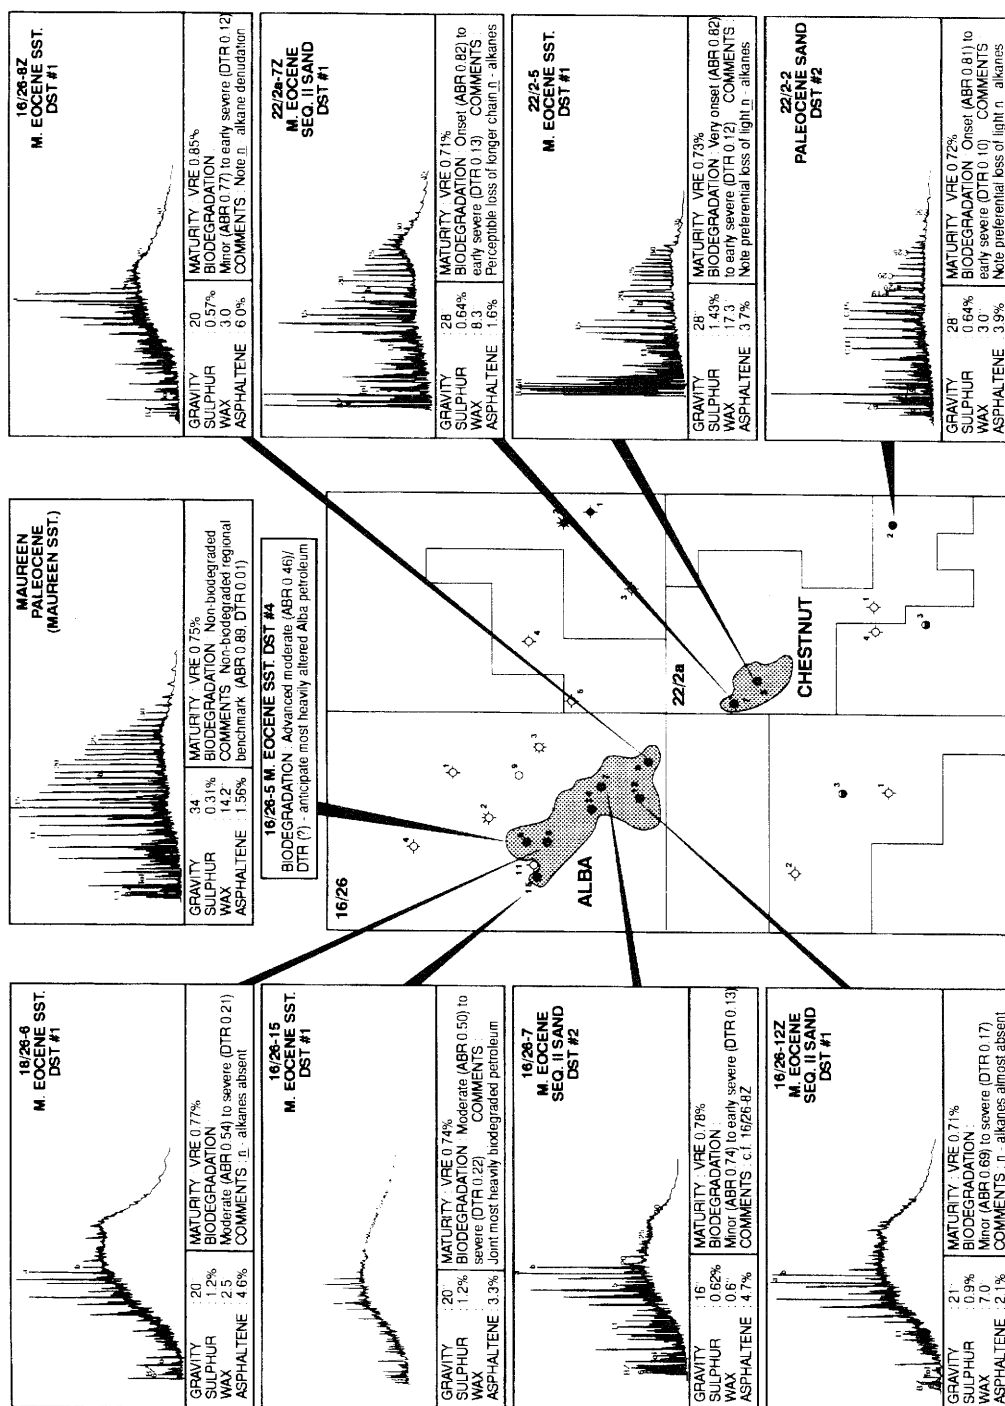 18/26-6
M. EOCENE SST.
DST #1
GRAVITY : 20
SULPHUR : 1.2%
WAX : 2.5
ASPHALTENE : 4.6%
MATURITY : VRE 0.77%
BIODEGRADATION :
Moderate (ABR 0.54) to severe (DTR 0.21)
COMMENTS : n - alkanes absent
16/26-15
M. EOCENE SST.
DST #1
GRAVITY : 20
SULPHUR : 1.2%
WAX
ASPHALTENE : 3.3%
MATURITY : VRE 0.74%
BIODEGRADATION : Moderate (ABR 0.50) to
severe (DTR 0.22) COMMENTS :
Joint most heavily biodegraded petroleum
16/26-7
M. EOCENE
SEQ. II SAND
DST #2
GRAVITY : 16
SULPHUR : 0.62%
WAX : 0.6
ASPHALTENE : 4.7%
MATURITY : VRE 0.78%
BIODEGRADATION :
Minor (ABR 0.74) to early severe (DTR 0.13)
COMMENTS : c.f. 16/26-8Z
16/26-12Z
M. EOCENE
SEQ. II SAND
DST #1
GRAVITY : 21
SULPHUR : 0.9%
WAX : 7.0
ASPHALTENE : 2.1%
MATURITY : VRE 0.71%
BIODEGRADATION :
Minor (ABR 0.69) to severe (DTR 0.17)
COMMENTS : n - alkanes almost absent
MAUREEN
PALEOCENE
(MAUREEN SST.)
GRAVITY : 34
SULPHUR : 0.31%
WAX : 14.2
ASPHALTENE : 1.56%
MATURITY : VRE 0.75%
BIODEGRADATION : Non-biodegraded
COMMENTS : Non-biodegraded regional
benchmark (ABR 0.89, DTR 0.01)
16/26-5 M. EOCENE SST. DST #4
BIODEGRADATION : Advanced moderate (ABR 0.46)/
DTR (?) - anticipate most heavily altered Alba petroleum
16/26
ALBA
22/2a
CHESTNUT
16/26-8Z
M. EOCENE SST.
DST #1
GRAVITY : 20
SULPHUR : 0.57%
WAX : 3.0
ASPHALTENE : 6.0%
MATURITY : VRE 0.85%
BIODEGRADATION :
Minor (ABR 0.77) to early severe (DTR 0.12)
COMMENTS : Note n - alkane denudation
22/2a-7Z
M. EOCENE
SEQ. II SAND
DST #1
GRAVITY : 28
SULPHUR : 0.64%
WAX : 8.3
ASPHALTENE : 1.6%
MATURITY : VRE 0.71%
BIODEGRADATION : Onset (ABR 0.82) to
early severe (DTR 0.13) COMMENTS :
Perceptible loss of longer chain n - alkanes
22/2-5
M. EOCENE SST.
DST #1
GRAVITY : 28
SULPHUR : 1.43%
WAX : 17.3
ASPHALTENE : 3.7%
MATURITY : VRE 0.73%
BIODEGRADATION : Very onset (ABR 0.82)
to early severe (DTR 0.12) COMMENTS :
Note preferential loss of light n - alkanes
22/2-2
PALEOCENE SAND
DST #2
GRAVITY : 28
SULPHUR : 0.64%
WAX : 3.0
ASPHALTENE : 3.9%
MATURITY : VRE 0.72%
BIODEGRADATION : Onset (ABR 0.81) to
early severe (DTR 0.10) COMMENTS :
Note preferential loss of light n alkanes